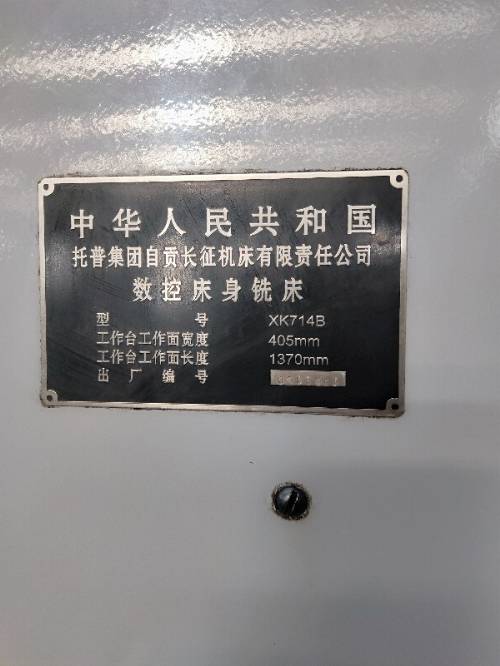 中华人民共和国
托普集团自贡长征机床有限责任公司
数控床身铣床
型 号 XK714B
工作台工作面宽度 405mm
工作台工作面长度 1370mm
出厂编号